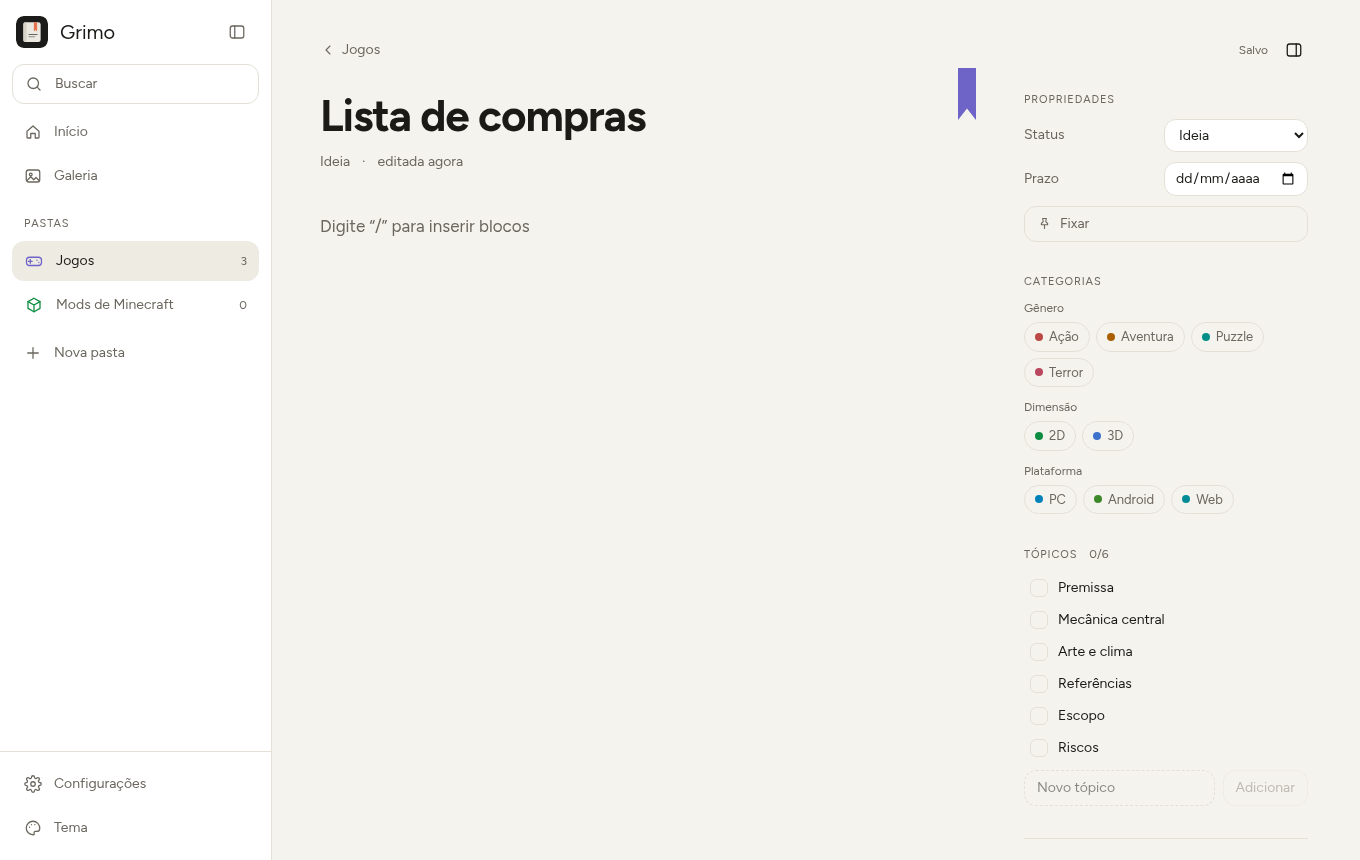 Grimo
Buscar
Início
Galeria
PASTAS
Jogos 3
Mods de Minecraft 0
Nova pasta
Configurações
Tema
Jogos
Salvo
Lista de compras
Ideia · editada agora
Digite “/” para inserir blocos
PROPRIEDADES
Status Ideia
Prazo dd/mm/aaaa
Fixar
CATEGORIAS
Gênero
Ação Aventura Puzzle
Terror
Dimensão
2D 3D
Plataforma
PC Android Web
TÓPICOS 0/6
Premissa
Mecânica central
Arte e clima
Referências
Escopo
Riscos
Novo tópico Adicionar